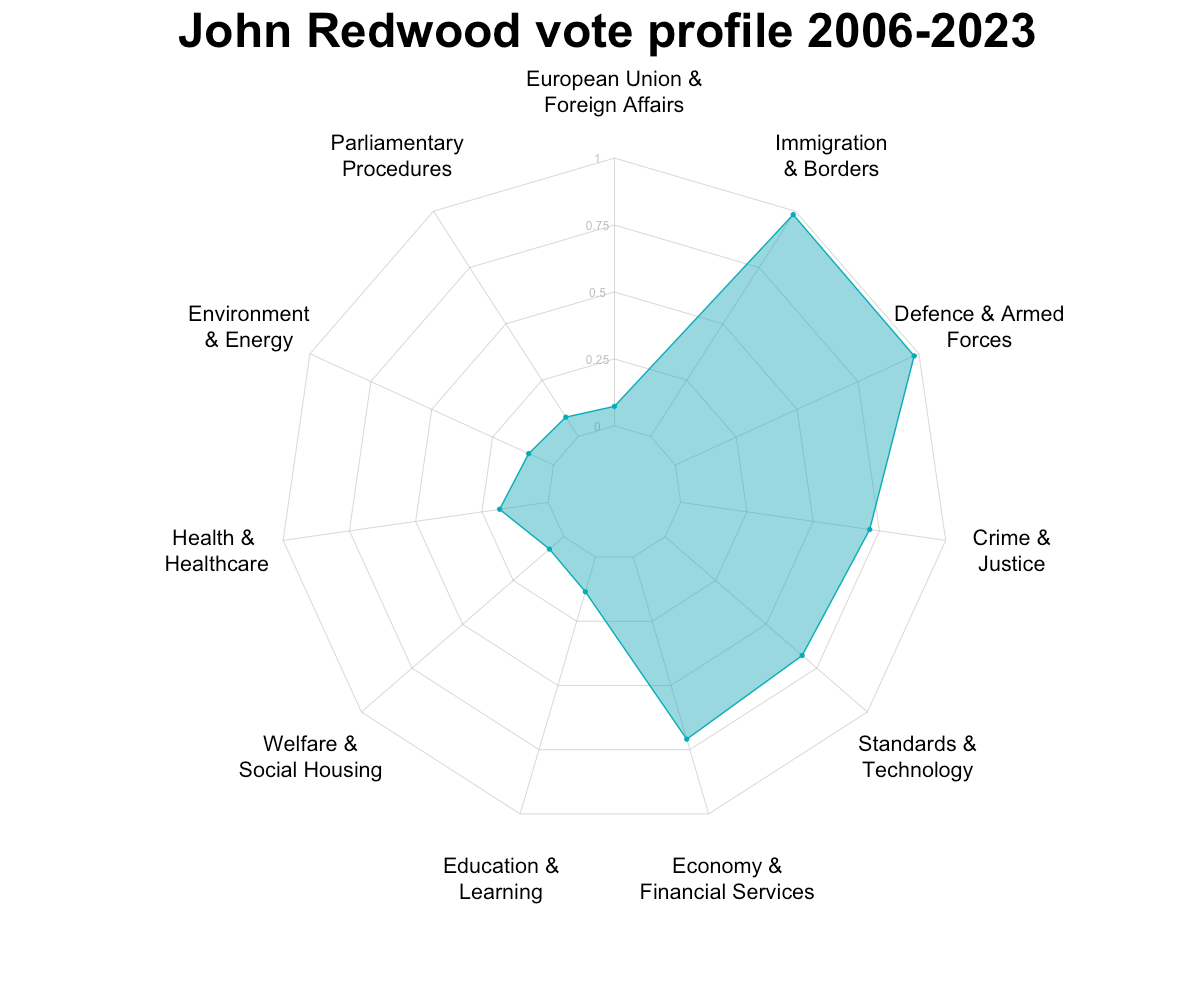 John Redwood vote profile 2006-2023
European Union &
Foreign Affairs
Parliamentary
Procedures
Immigration
& Borders
1
0.75
0.5
0.25
0
Environment
& Energy
Defence & Armed
Forces
Health &
Healthcare
Crime &
Justice
Welfare &
Social Housing
Standards &
Technology
Education &
Learning
Economy &
Financial Services